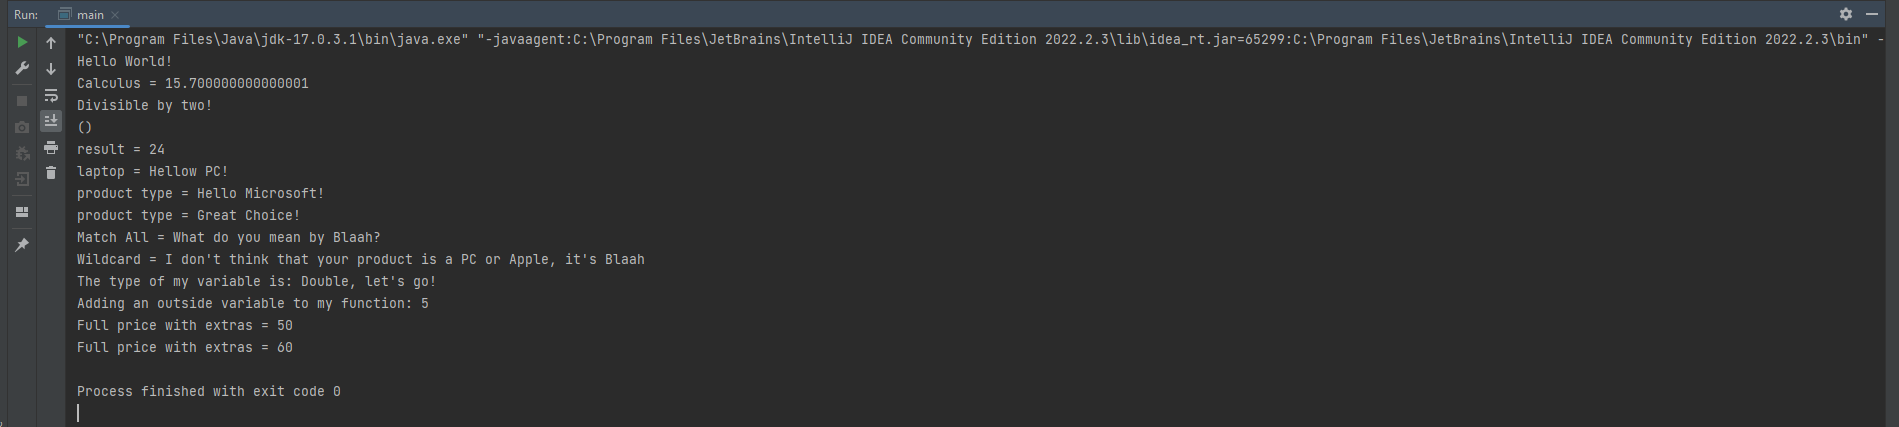 Run: main
"C:\Program Files\Java\jdk-17.0.3.1\bin\java.exe" "-javaagent:C:\Program Files\JetBrains\IntelliJ IDEA Community Edition 2022.2.3\lib\idea_rt.jar=65299:C:\Program Files\JetBrains\IntelliJ IDEA Community Edition 2022.2.3\bin" -
Hello World!
Calculus = 15.700000000000001
Divisible by two!
()
result = 24
laptop = Hellow PC!
product type = Hello Microsoft!
product type = Great Choice!
Match All = What do you mean by Blaah?
Wildcard = I don't think that your product is a PC or Apple, it's Blaah
The type of my variable is: Double, let's go!
Adding an outside variable to my function: 5
Full price with extras = 50
Full price with extras = 60
Process finished with exit code 0